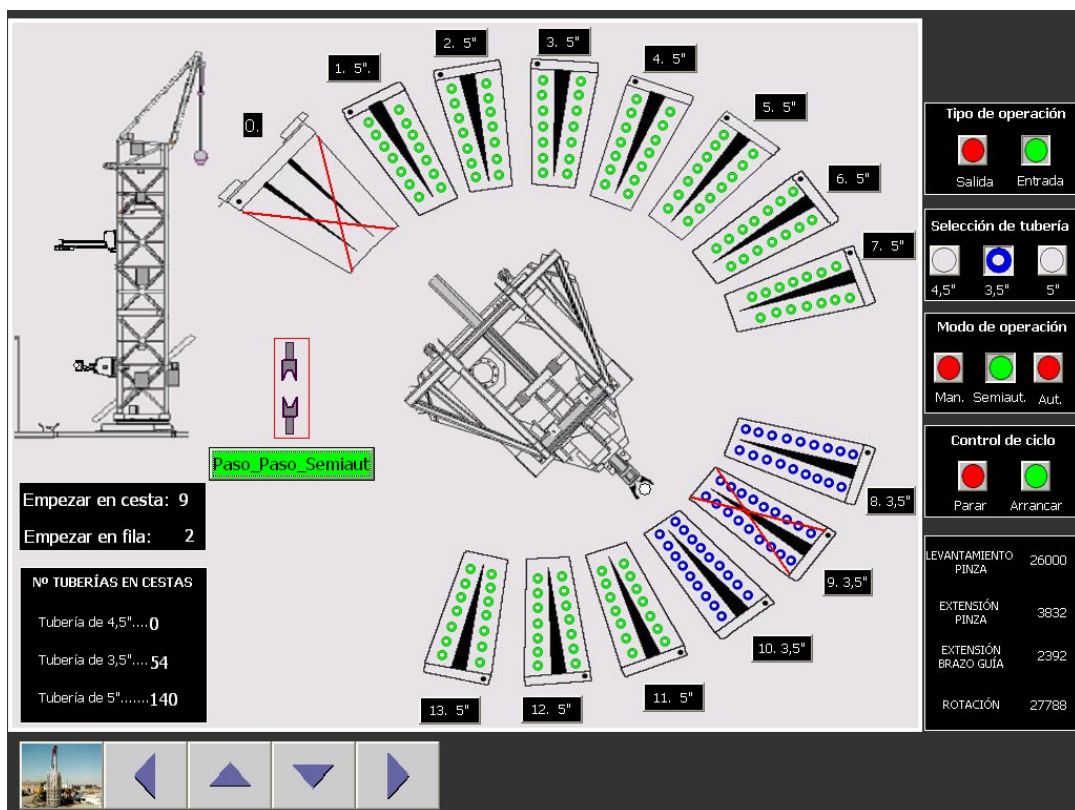 0.
1. 5".
2. 5"
3. 5"
4. 5"
5. 5"
6. 5"
7. 5"
8. 3,5"
9. 3,5"
10. 3,5"
11. 5"
12. 5"
13. 5"
Paso_Paso_Semiaut
Empezar en cesta: 9
Empezar en fila: 2
Nº TUBERÍAS EN CESTAS
Tubería de 4,5"....0
Tubería de 3,5"....54
Tubería de 5".......140
Tipo de operación
Salida Entrada
Selección de tubería
4,5" 3,5" 5"
Modo de operación
Man. Semiaut. Aut.
Control de ciclo
Parar Arrancar
LEVANTAMIENTO
PINZA 26000
EXTENSIÓN
PINZA 3832
EXTENSIÓN
BRAZO GUÍA 2392
ROTACIÓN 27788